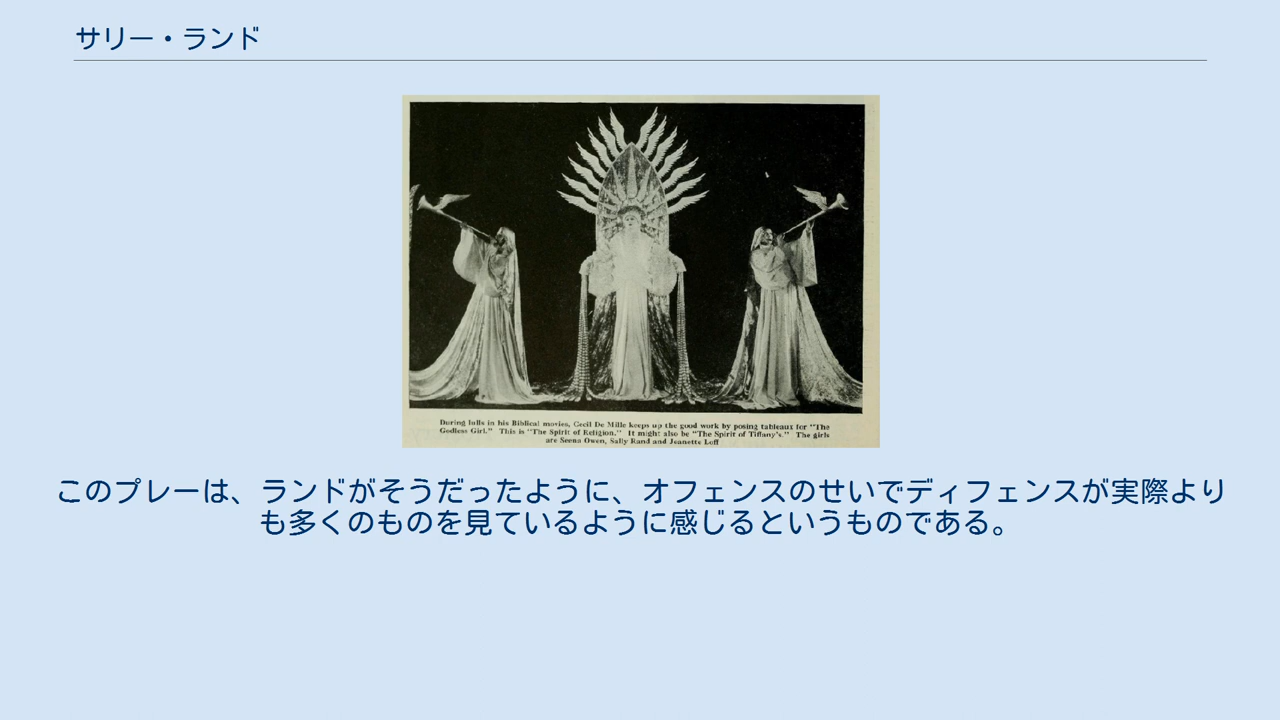 サリー・ランド
During lulls in his Biblical movies, Cecil De Mille keeps up the good work by posing tableaux for "The
Godless Girl." This is "The Spirit of Religion." It might also be "The Spirit of Tiffany's." The girls
are Seena Owen, Sally Rand and Jeanette Loff
このプレーは、ランドがそうだったように、オフェンスのせいでディフェンスが実際より
も多くのものを見ているように感じるというものである。